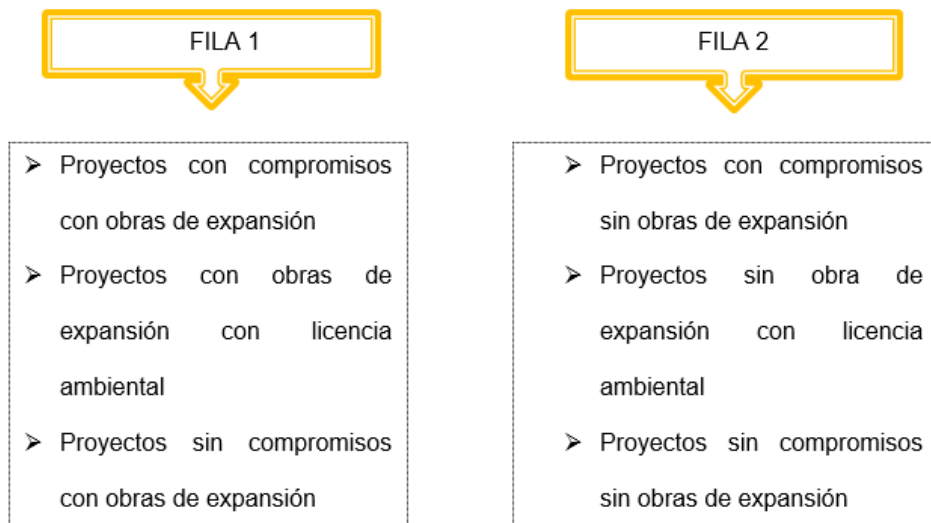 FILA 1
➢ Proyectos con compromisos
con obras de expansión
➢ Proyectos con obras de
expansión con licencia
ambiental
➢ Proyectos sin compromisos
con obras de expansión
FILA 2
➢ Proyectos con compromisos
sin obras de expansión
➢ Proyectos sin obra de
expansión con licencia
ambiental
➢ Proyectos sin compromisos
sin obras de expansión